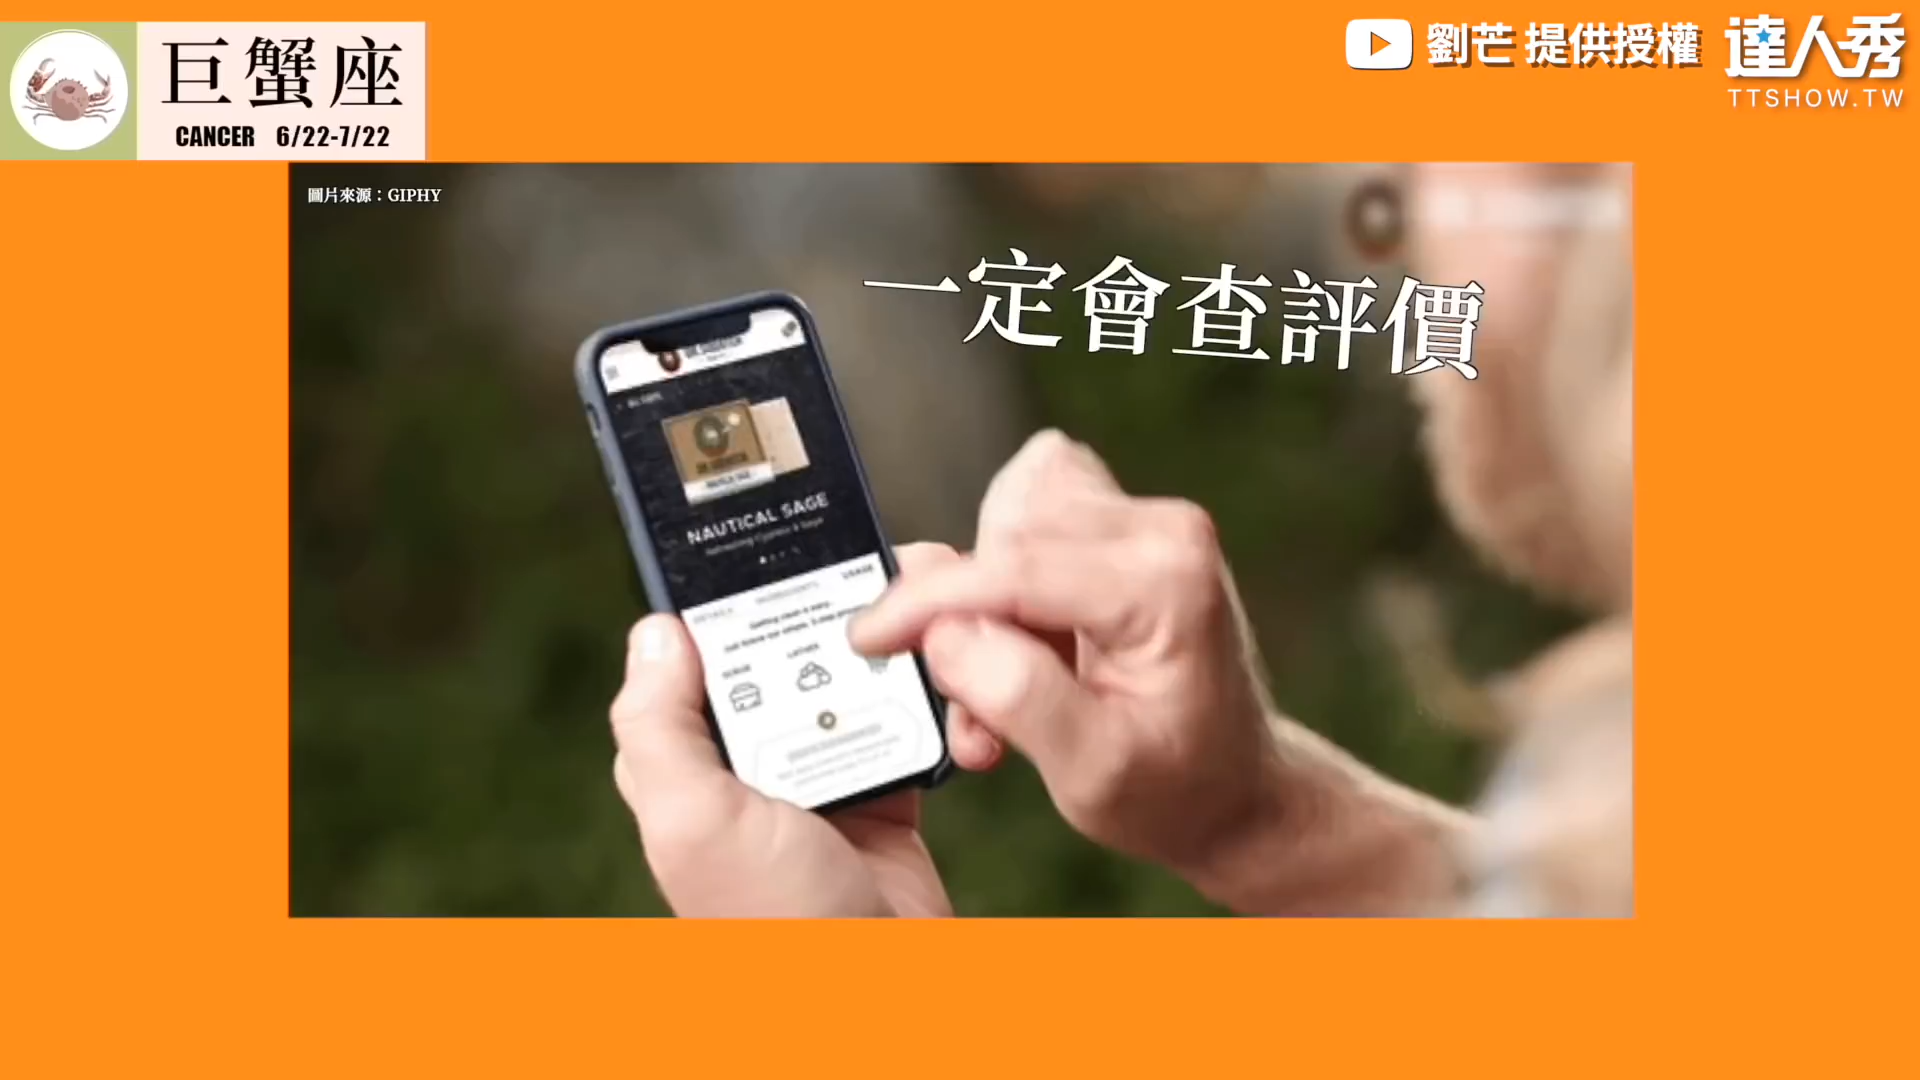 巨蟹座
CANCER 6/22-7/22
劉芒 提供授權
達人秀
TTSHOW.TW
圖片來源：GIPHY
一定會查評價
NAUTICAL SAGE